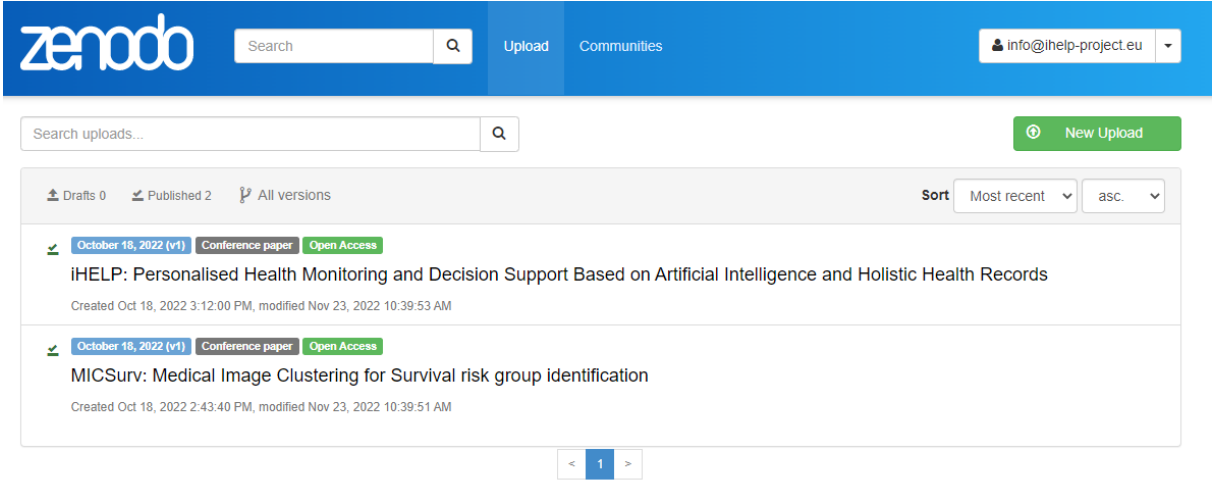 zenodo
Search
Upload
Communities
info@ihelp-project.eu
Search uploads...
New Upload
Drafts 0
Published 2
All versions
Sort
Most recent
asc.
October 18, 2022 (v1) Conference paper Open Access
iHELP: Personalised Health Monitoring and Decision Support Based on Artificial Intelligence and Holistic Health Records
Created Oct 18, 2022 3:12:00 PM, modified Nov 23, 2022 10:39:53 AM
October 18, 2022 (v1) Conference paper Open Access
MICSurv: Medical Image Clustering for Survival risk group identification
Created Oct 18, 2022 2:43:40 PM, modified Nov 23, 2022 10:39:51 AM
< 1 >